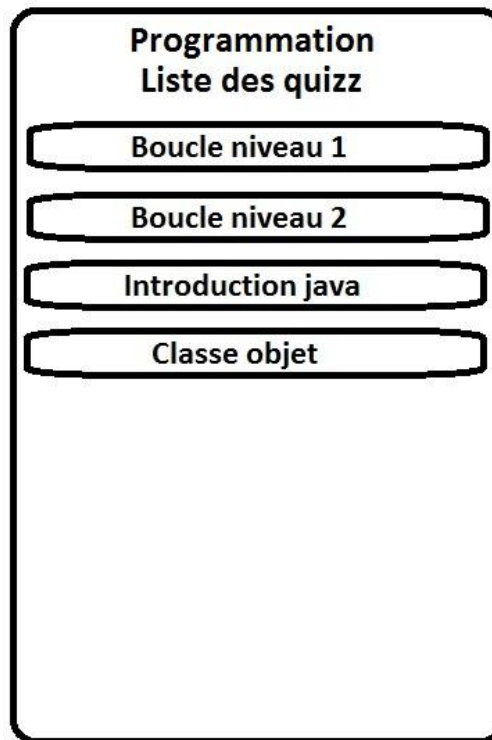 Programmation
Liste des quizz
Boucle niveau 1
Boucle niveau 2
Introduction java
Classe objet